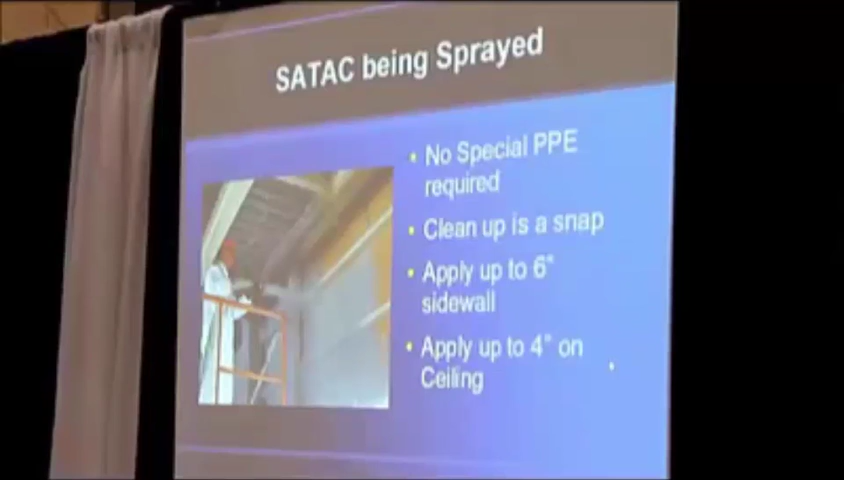 SATAC being Sprayed
• No Special PPE
required
• Clean up is a snap
• Apply up to 6"
sidewall
• Apply up to 4" on
Ceiling